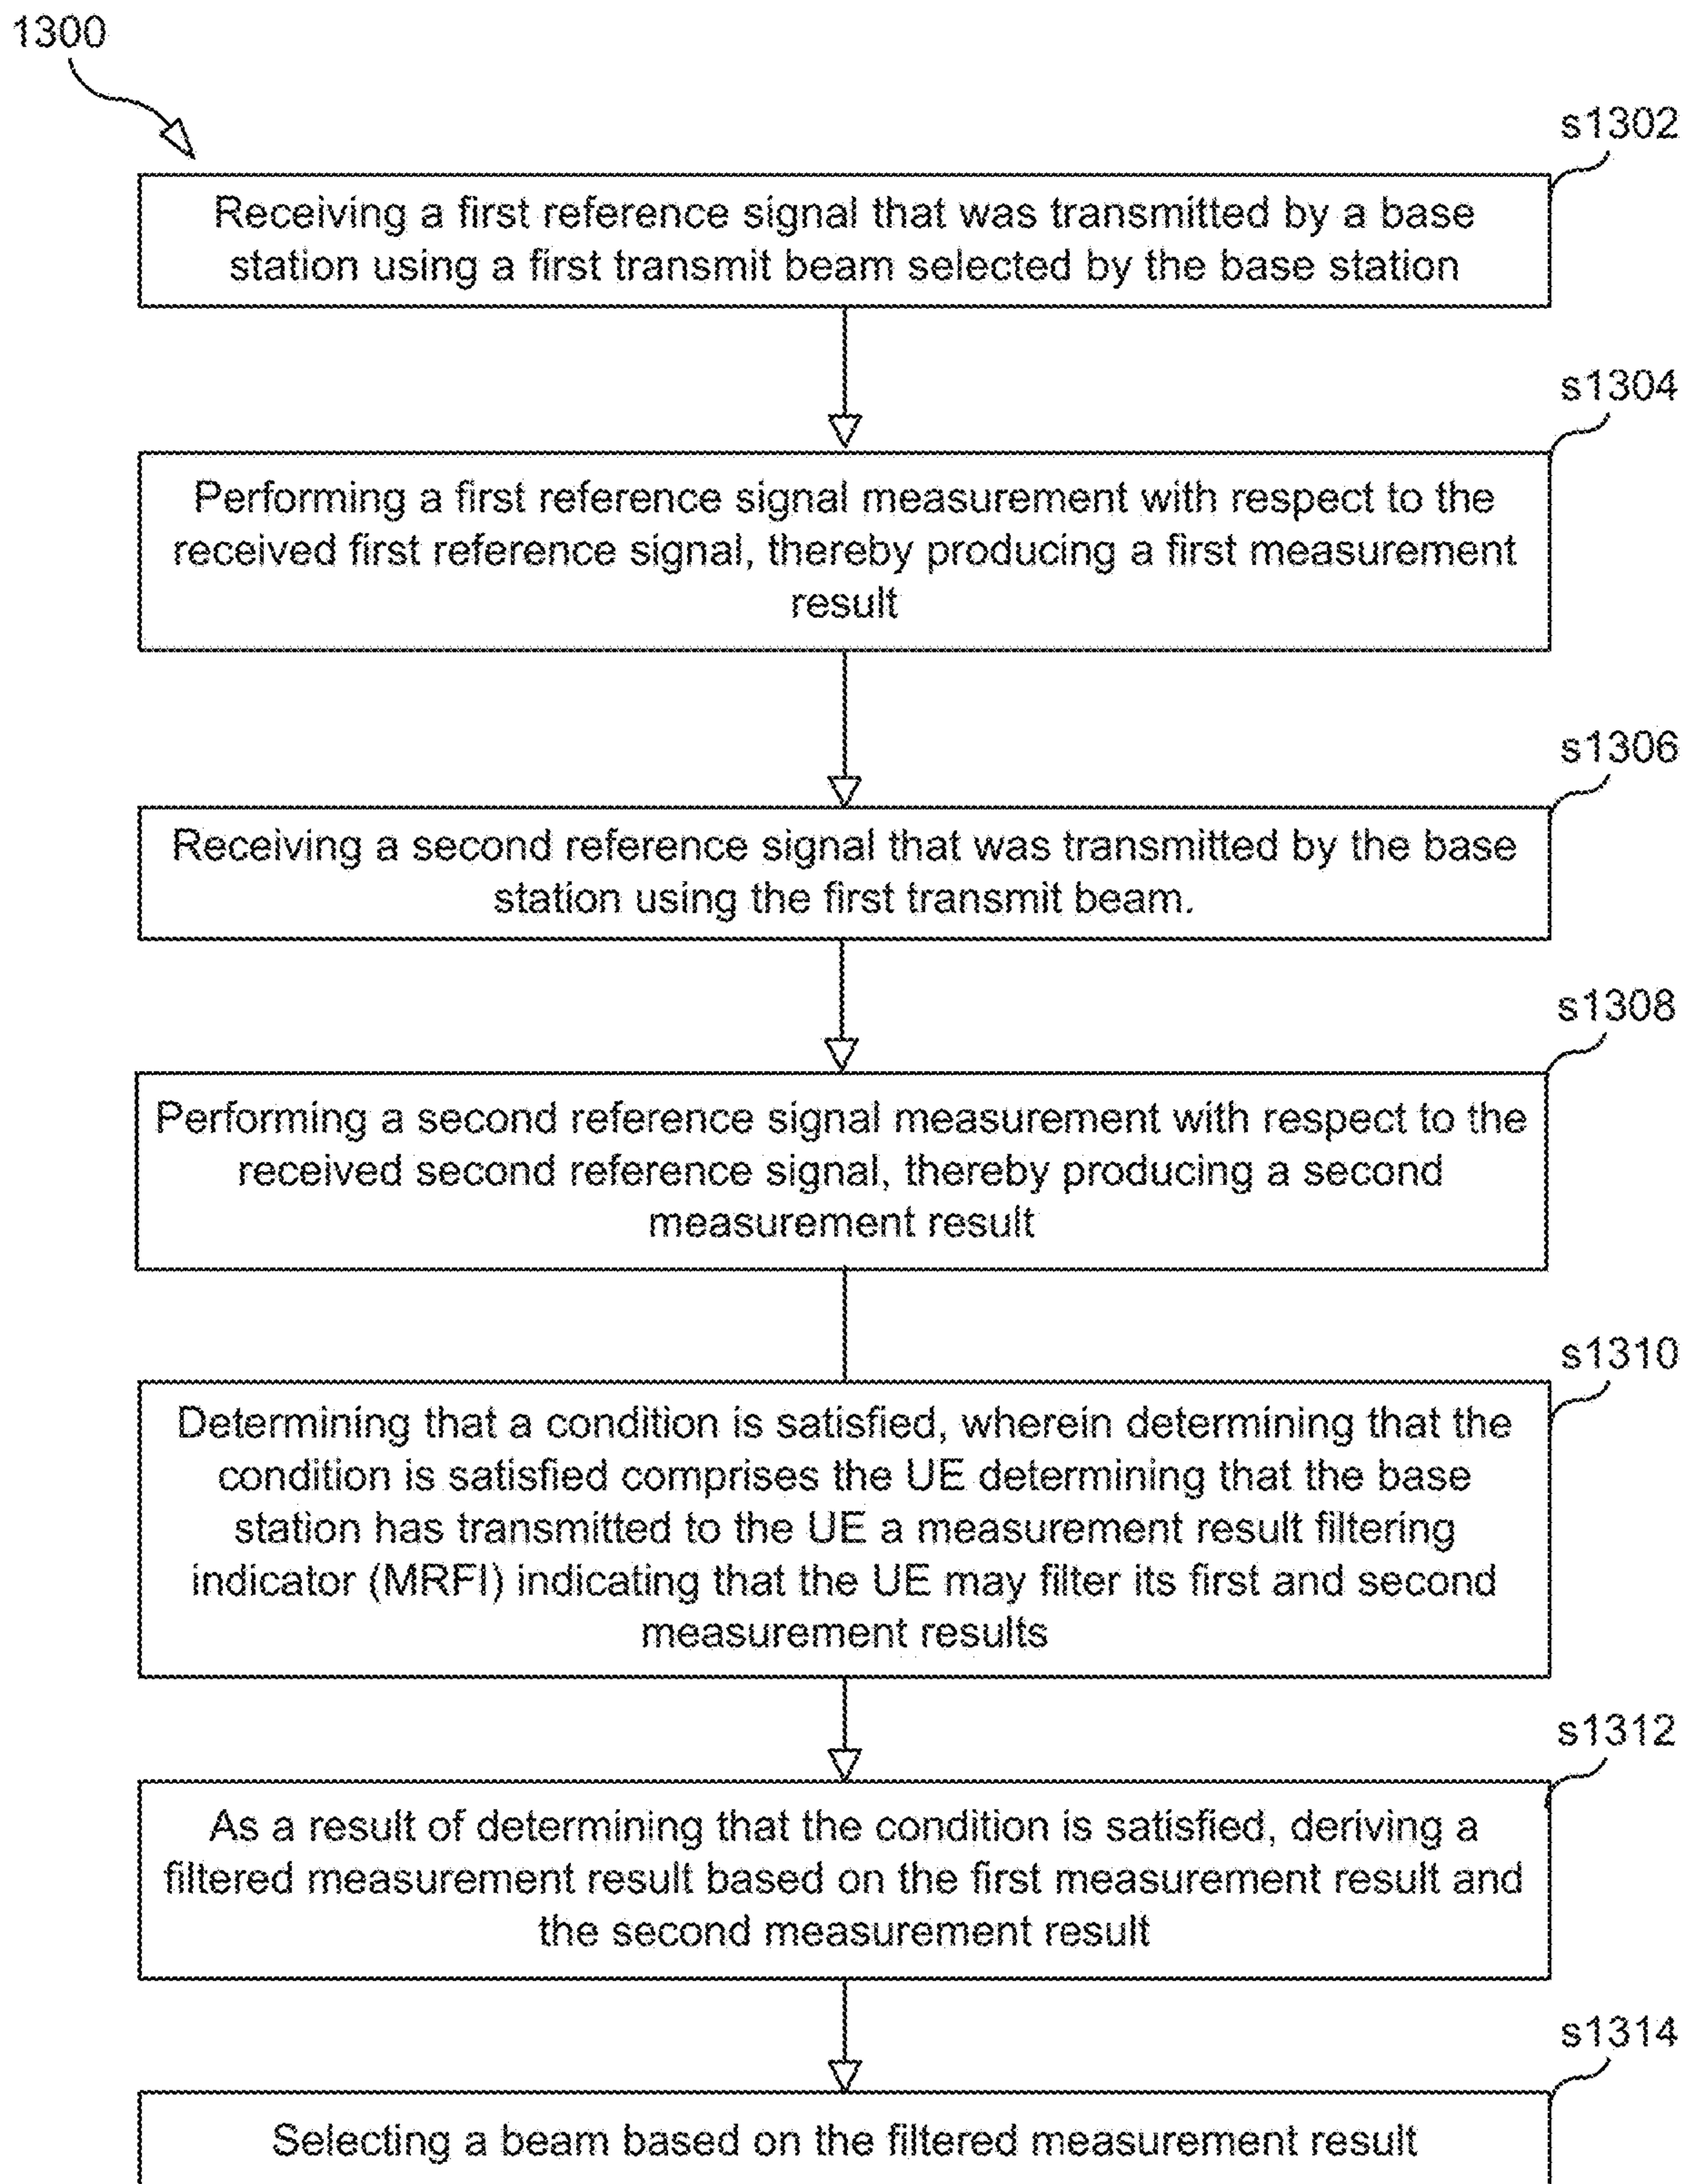 1300
s1302
Receiving a first reference signal that was transmitted by a base
station using a first transmit beam selected by the base station
s1304
Performing a first reference signal measurement with respect to the
received first reference signal, thereby producing a first measurement
result
s1306
Receiving a second reference signal that was transmitted by the base
station using the first transmit beam.
s1308
Performing a second reference signal measurement with respect to the
received second reference signal, thereby producing a second
measurement result
s1310
Determining that a condition is satisfied, wherein determining that the
condition is satisfied comprises the UE determining that the base
station has transmitted to the UE a measurement result filtering
indicator (MRFI) indicating that the UE may filter its first and second
measurement results
s1312
As a result of determining that the condition is satisfied, deriving a
filtered measurement result based on the first measurement result and
the second measurement result
s1314
Selecting a beam based on the filtered measurement result